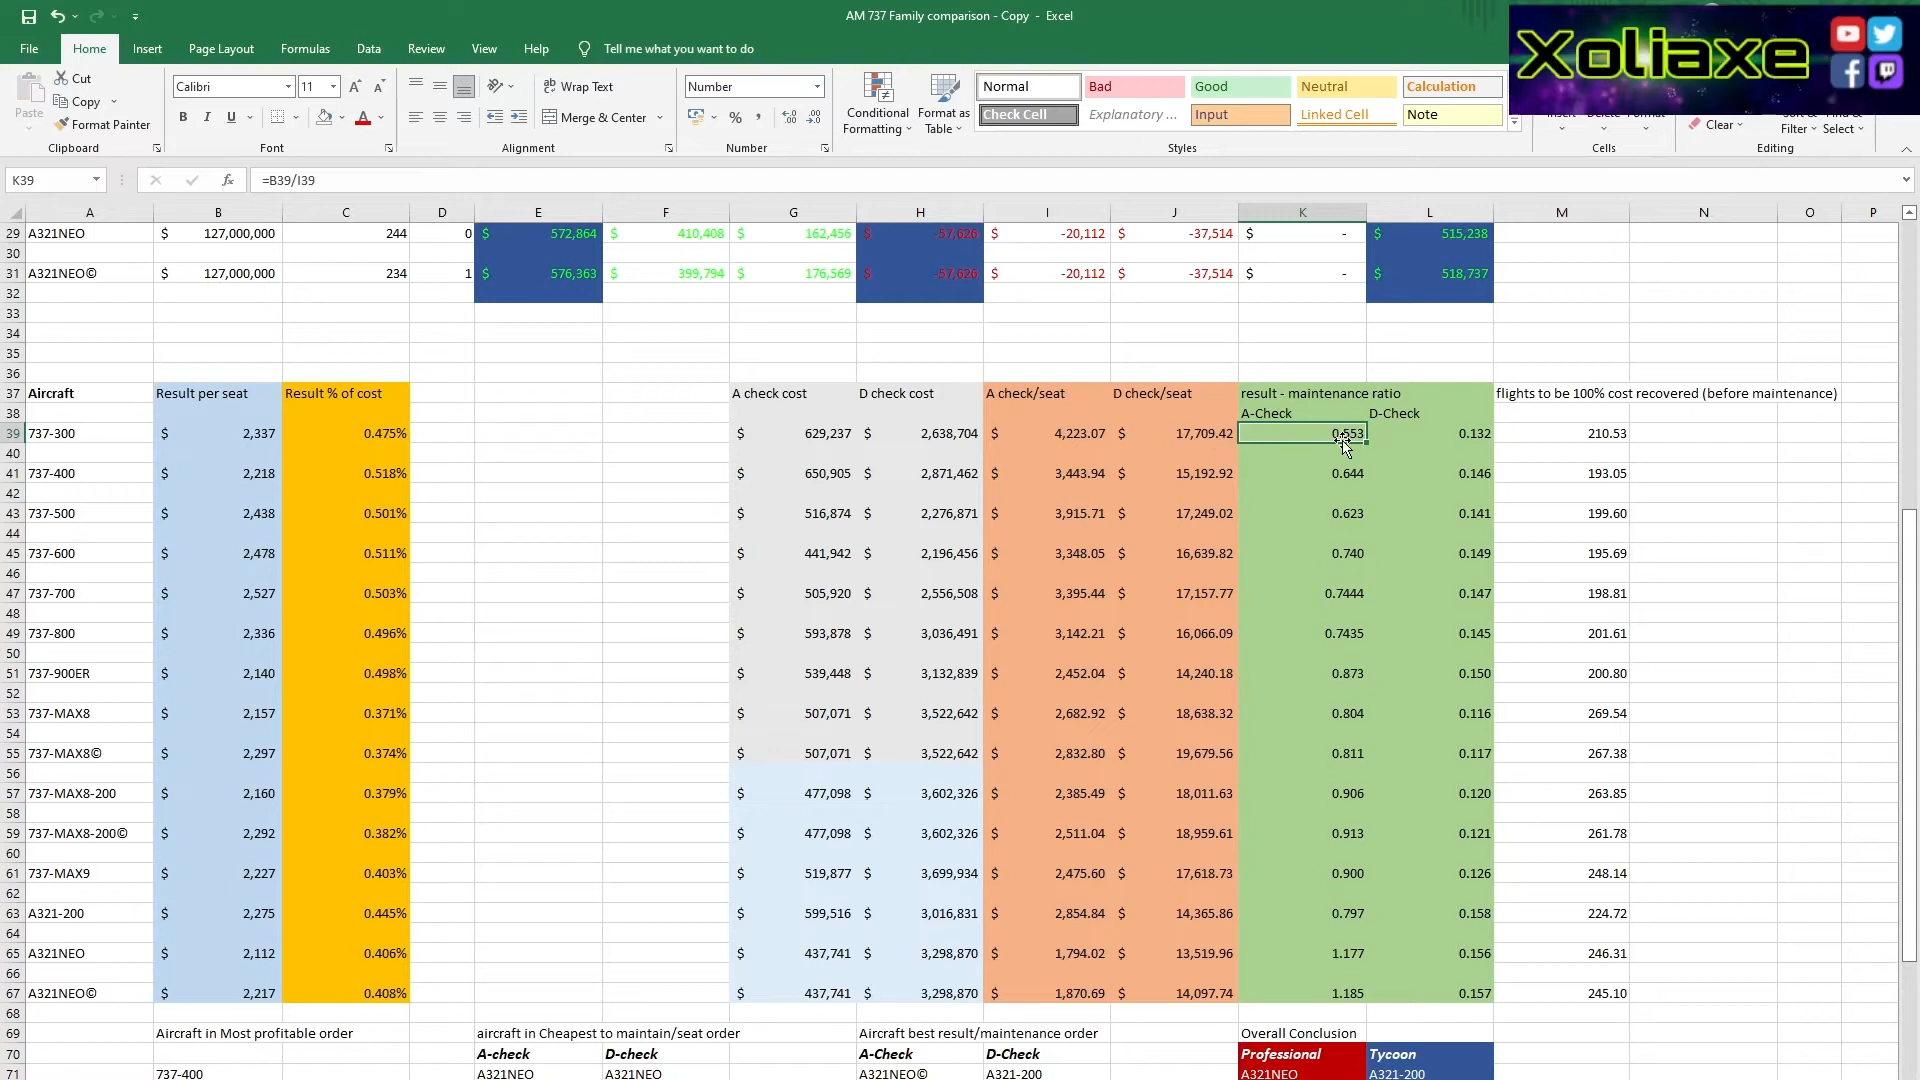 AM 737 Family comparison - Copy - Excel
Xoliaxe
File Home Insert Page Layout Formulas Data Review View Help Tell me what you want to do
Paste
Cut
Copy
Format Painter
Clipboard
Calibri 11
B I U
Font
Wrap Text
Merge & Center
Alignment
Number
Number
Conditional Formatting
Format as Table
Normal Bad Good Neutral Calculation
Check Cell Explanatory ... Input Linked Cell Note
Styles
Insert Delete Format
Cells
Clear
Sort & Filter
Find & Select
Editing
K39 fx =B39/I39
A B C D E F G H I J K L M N O P
29 A321NEO $ 127,000,000 244 0 $ 572,864 $ 410,408 $ 162,456 $ -57,626 $ -20,112 $ -37,514 $ - $ 515,238
30
31 A321NEO© $ 127,000,000 234 1 $ 576,363 $ 399,794 $ 176,569 $ -57,626 $ -20,112 $ -37,514 $ - $ 518,737
32
33
34
35
36
37 Aircraft Result per seat Result % of cost A check cost D check cost A check/seat D check/seat result - maintenance ratio flights to be 100% cost recovered (before maintenance)
38 A-Check D-Check
39 737-300 $ 2,337 0.475% $ 629,237 $ 2,638,704 $ 4,223.07 $ 17,709.42 0.553 0.132 210.53
40
41 737-400 $ 2,218 0.518% $ 650,905 $ 2,871,462 $ 3,443.94 $ 15,192.92 0.644 0.146 193.05
42
43 737-500 $ 2,438 0.501% $ 516,874 $ 2,276,871 $ 3,915.71 $ 17,249.02 0.623 0.141 199.60
44
45 737-600 $ 2,478 0.511% $ 441,942 $ 2,196,456 $ 3,348.05 $ 16,639.82 0.740 0.149 195.69
46
47 737-700 $ 2,527 0.503% $ 505,920 $ 2,556,508 $ 3,395.44 $ 17,157.77 0.7444 0.147 198.81
48
49 737-800 $ 2,336 0.496% $ 593,878 $ 3,036,491 $ 3,142.21 $ 16,066.09 0.7435 0.145 201.61
50
51 737-900ER $ 2,140 0.498% $ 539,448 $ 3,132,839 $ 2,452.04 $ 14,240.18 0.873 0.150 200.80
52
53 737-MAX8 $ 2,157 0.371% $ 507,071 $ 3,522,642 $ 2,682.92 $ 18,638.32 0.804 0.116 269.54
54
55 737-MAX8© $ 2,297 0.374% $ 507,071 $ 3,522,642 $ 2,832.80 $ 19,679.56 0.811 0.117 267.38
56
57 737-MAX8-200 $ 2,160 0.379% $ 477,098 $ 3,602,326 $ 2,385.49 $ 18,011.63 0.906 0.120 263.85
58
59 737-MAX8-200© $ 2,292 0.382% $ 477,098 $ 3,602,326 $ 2,511.04 $ 18,959.61 0.913 0.121 261.78
60
61 737-MAX9 $ 2,227 0.403% $ 519,877 $ 3,699,934 $ 2,475.60 $ 17,618.73 0.900 0.126 248.14
62
63 A321-200 $ 2,275 0.445% $ 599,516 $ 3,016,831 $ 2,854.84 $ 14,365.86 0.797 0.158 224.72
64
65 A321NEO $ 2,112 0.406% $ 437,741 $ 3,298,870 $ 1,794.02 $ 13,519.96 1.177 0.156 246.31
66
67 A321NEO© $ 2,217 0.408% $ 437,741 $ 3,298,870 $ 1,870.69 $ 14,097.74 1.185 0.157 245.10
68
69 Aircraft in Most profitable order aircraft in Cheapest to maintain/seat order Aircraft best result/maintenance order Overall Conclusion
70 A-check D-check A-Check D-Check Professional Tycoon
71 737-400 A321NEO A321NEO A321NEO© A321-200 A321NEO A321-200